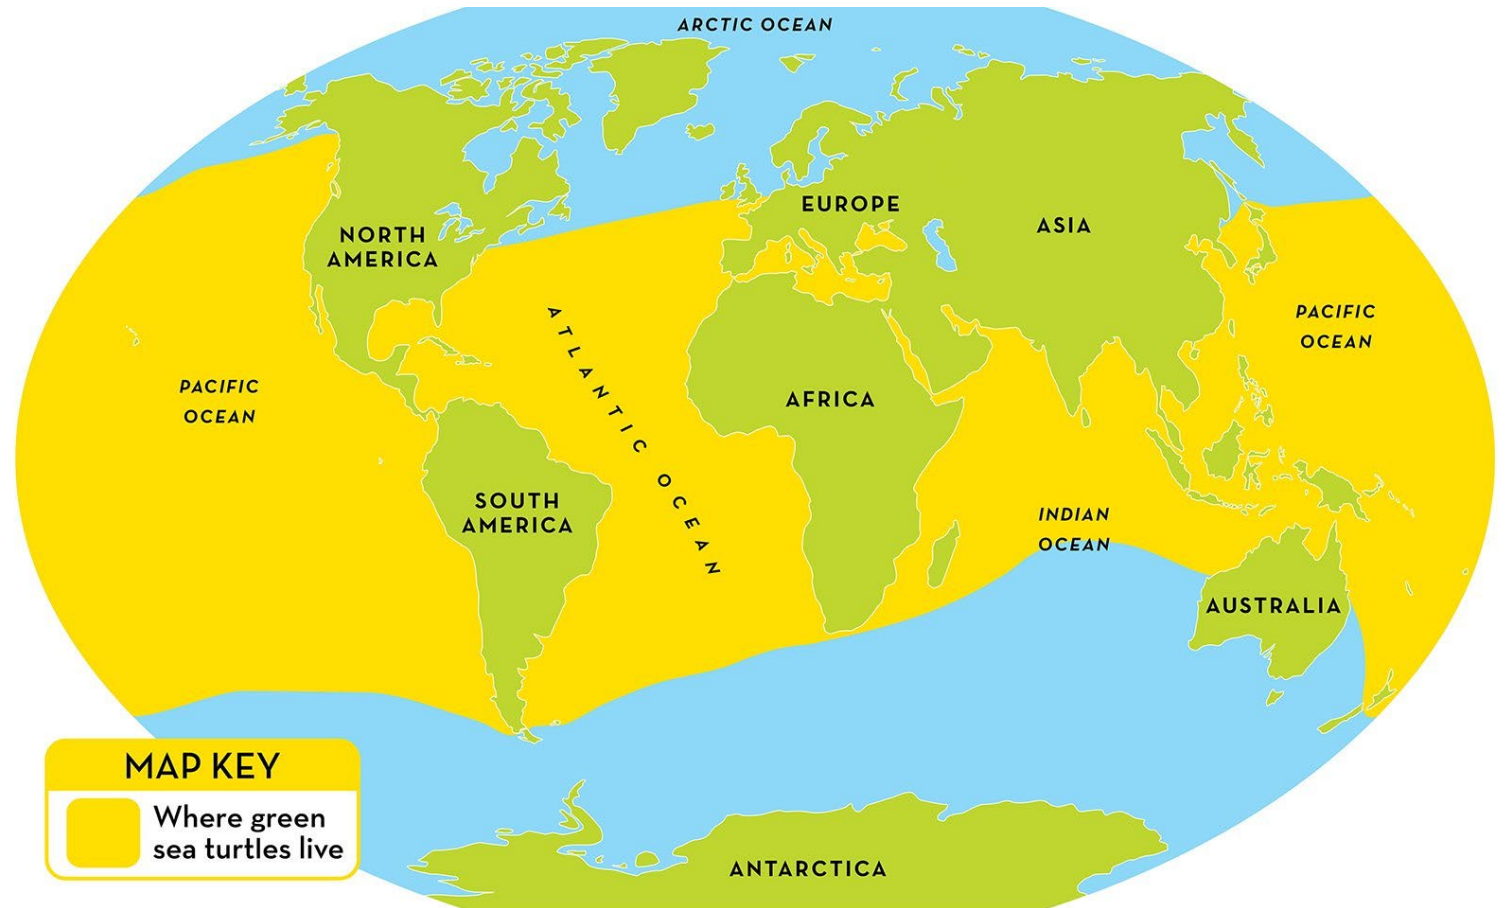 ARCTIC OCEAN
EUROPE
ASIA
NORTH
AMERICA
ATLANTIC OCEAN
PACIFIC
OCEAN
PACIFIC
OCEAN
AFRICA
SOUTH
AMERICA
INDIAN
OCEAN
AUSTRALIA
MAP KEY
Where green
sea turtles live
ANTARCTICA